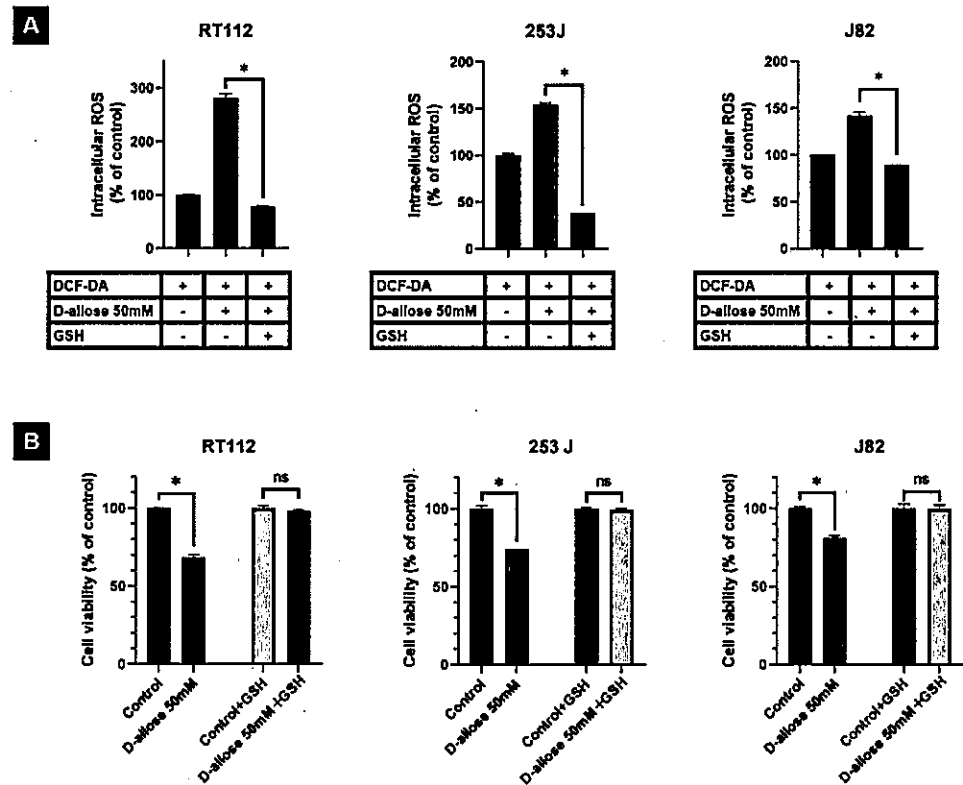 A
RT112
253J
J82
Intracellular ROS
(% of control)
300
200
100
0
*
Intracellular ROS
(% of control)
200
150
100
50
0
*
Intracellular ROS
(% of control)
200
150
100
50
0
*
DCF-DA + + +
D-allose 50mM - + +
GSH - - +
DCF-DA + + +
D-allose 50mM - + +
GSH - - +
DCF-DA + + +
D-allose 50mM - + +
GSH - - +
B
RT112
253 J
J82
Cell viability (% of control)
100
50
0
*
ns
Control
D-allose 50mM
Control+GSH
D-allose 50mM +GSH
Cell viability (% of control)
100
50
0
*
ns
Control
D-allose 50mM
Control+GSH
D-allose 50mM +GSH
Cell viability (% of control)
100
50
0
*
ns
Control
D-allose 50mM
Control+GSH
D-allose 50mM +GSH